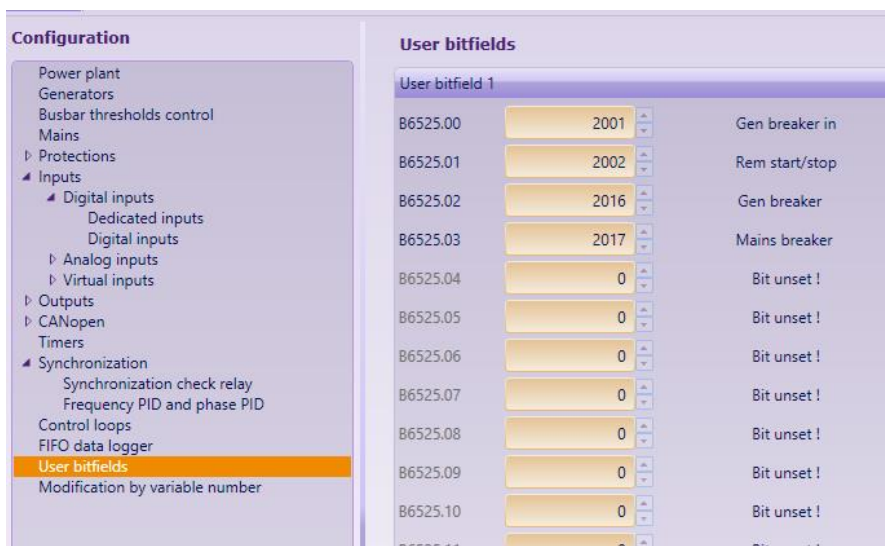 Configuration
Power plant
Generators
Busbar thresholds control
Mains
Protections
Inputs
Digital inputs
Dedicated inputs
Digital inputs
Analog inputs
Virtual inputs
Outputs
CANopen
Timers
Synchronization
Synchronization check relay
Frequency PID and phase PID
Control loops
FIFO data logger
User bitfields
Modification by variable number
User bitfields
User bitfield 1
B6525.00 2001 Gen breaker in
B6525.01 2002 Rem start/stop
B6525.02 2016 Gen breaker
B6525.03 2017 Mains breaker
B6525.04 0 Bit unset !
B6525.05 0 Bit unset !
B6525.06 0 Bit unset !
B6525.07 0 Bit unset !
B6525.08 0 Bit unset !
B6525.09 0 Bit unset !
B6525.10 0 Bit unset !